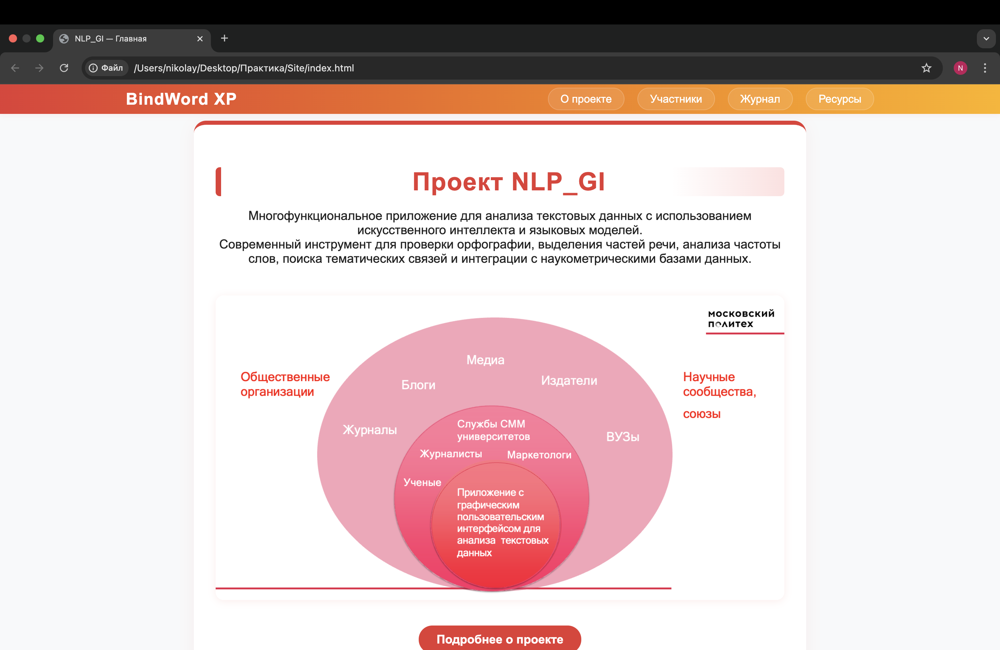 NLP_GI — Главная
Файл /Users/nikolay/Desktop/Практика/Site/index.html
N
BindWord XP
О проекте
Участники
Журнал
Ресурсы
Проект NLP_GI
Многофункциональное приложение для анализа текстовых данных с использованием
искусственного интеллекта и языковых моделей.
Современный инструмент для проверки орфографии, выделения частей речи, анализа частоты
слов, поиска тематических связей и интеграции с наукометрическими базами данных.
московский
политех
Медиа
Общественные
организации
Блоги
Издатели
Научные
сообщества,
союзы
Журналы
Службы СММ
университетов
ВУЗы
Журналисты
Маркетологи
Ученые
Приложение с
графическим
пользовательским
интерфейсом для
анализа текстовых
данных
Подробнее о проекте